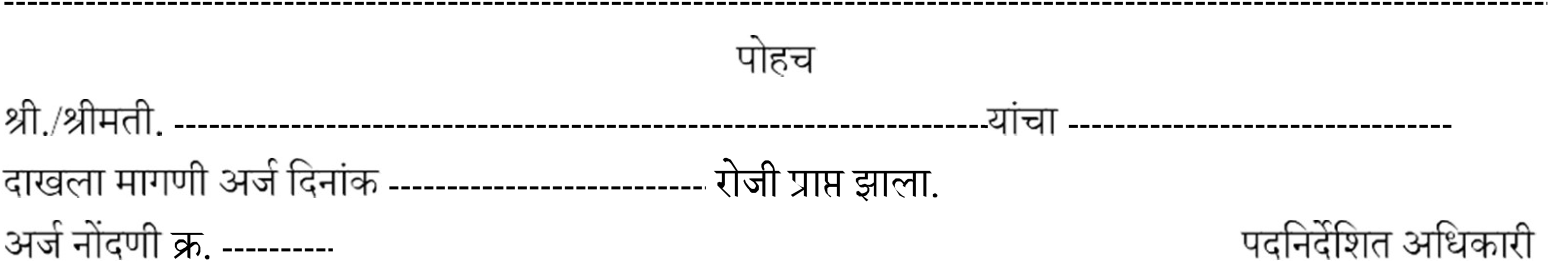 पोहच
श्री./श्रीमती. ----------------------------------------------------------------------यांचा ---------------------------------
दाखला मागणी अर्ज दिनांक --------------------------- रोजी प्राप्त झाला.
अर्ज नोंदणी क्र. ---------- पदनिर्देशित अधिकारी